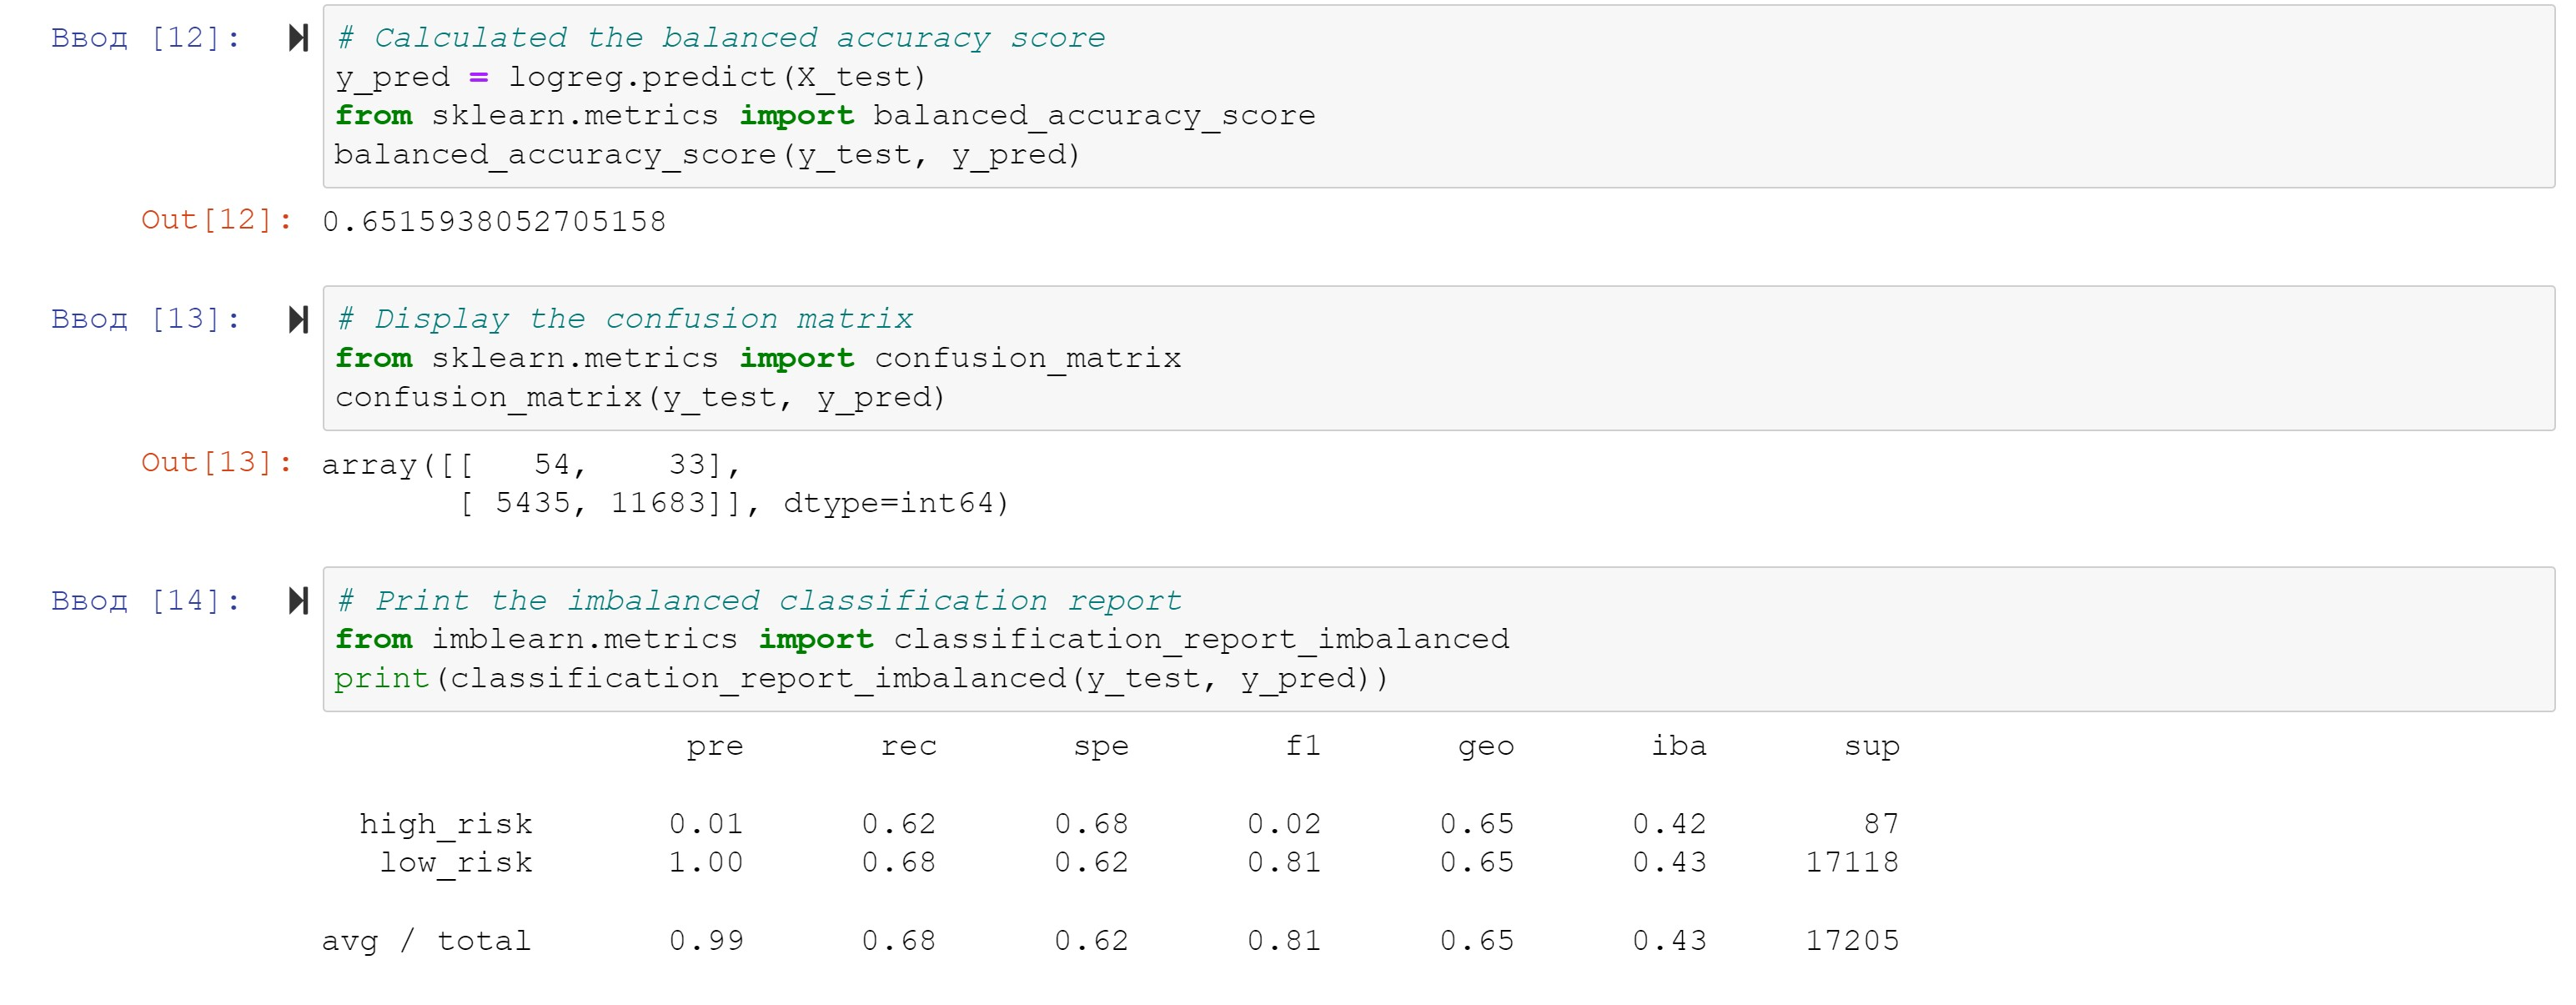 Ввод [12]:
# Calculated the balanced accuracy score
y_pred = logreg.predict(X_test)
from sklearn.metrics import balanced_accuracy_score
balanced_accuracy_score(y_test, y_pred)
Out[12]: 0.6515938052705158
Ввод [13]:
# Display the confusion matrix
from sklearn.metrics import confusion_matrix
confusion_matrix(y_test, y_pred)
Out[13]: array([[   54,    33],
       [ 5435, 11683]], dtype=int64)
Ввод [14]:
# Print the imbalanced classification report
from imblearn.metrics import classification_report_imbalanced
print(classification_report_imbalanced(y_test, y_pred))
                   pre       rec       spe        f1       geo       iba       sup
  high_risk       0.01      0.62      0.68      0.02      0.65      0.42        87
   low_risk       1.00      0.68      0.62      0.81      0.65      0.43     17118
avg / total       0.99      0.68      0.62      0.81      0.65      0.43     17205